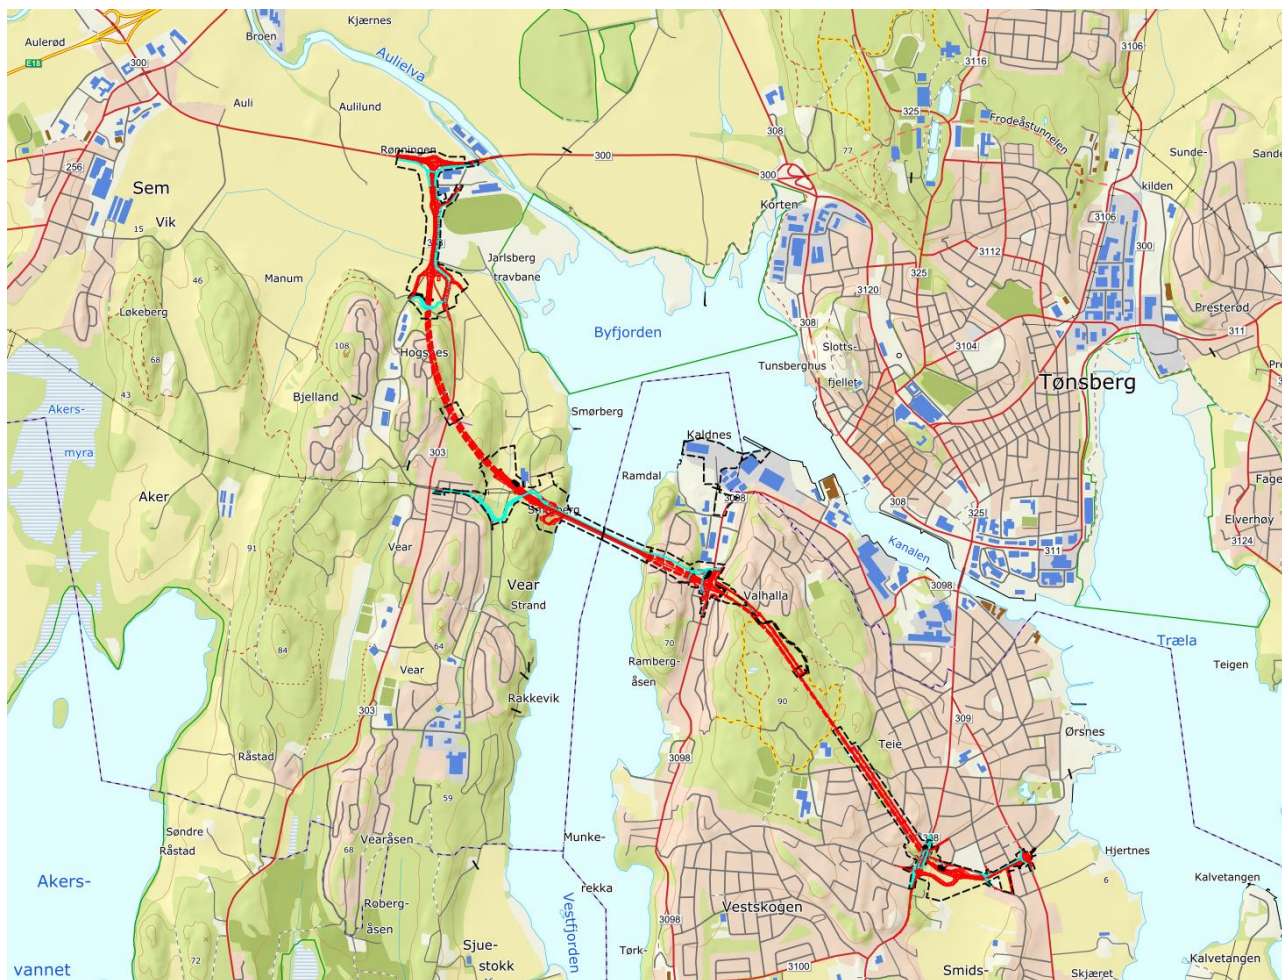 Kjærnes
Aulerød
Broen
3106
E18
300
Aulielva
3116
Auli
Aulilund
325
Frodeåstunnelen
308
Rønningen
300
77
Sunde-
256
Sem
300
kilden
Vik
Korten-
3106
15
300
3112
Jarlsberg
travbane
46
Manum
325
3120
Løkeberg
Presterød
Byfjorden
308
311
108
3104
Slotts-
fjellet
68
Hogsnes
Tunsberghus
Tønsberg
43
Bjelland
Akers-
myra
Smørberg
Kaldnes
303
Ramdal
Aker
308
325
Elverhøy
3124
Vear
Kanalen
311
91
Vear
Strand
3098
Valhalla
Træla
70
84
64
Teigen
Vear
Ramberg-
åsen
Rakkevik
90
303
309
Ørsnes
Teie
Råstad
3098
59
Søndre
Råstad
Vearåsen
Munke-
rekka
68
Hjertnes
6
Akers-
vannet
Kalvetangen
Roberg-
åsen
Vestskogen
Vestfjorden
3098
72
Sjue-
stokk
Tørk-
3100
Smids-
Skjæret
Kalvetangen